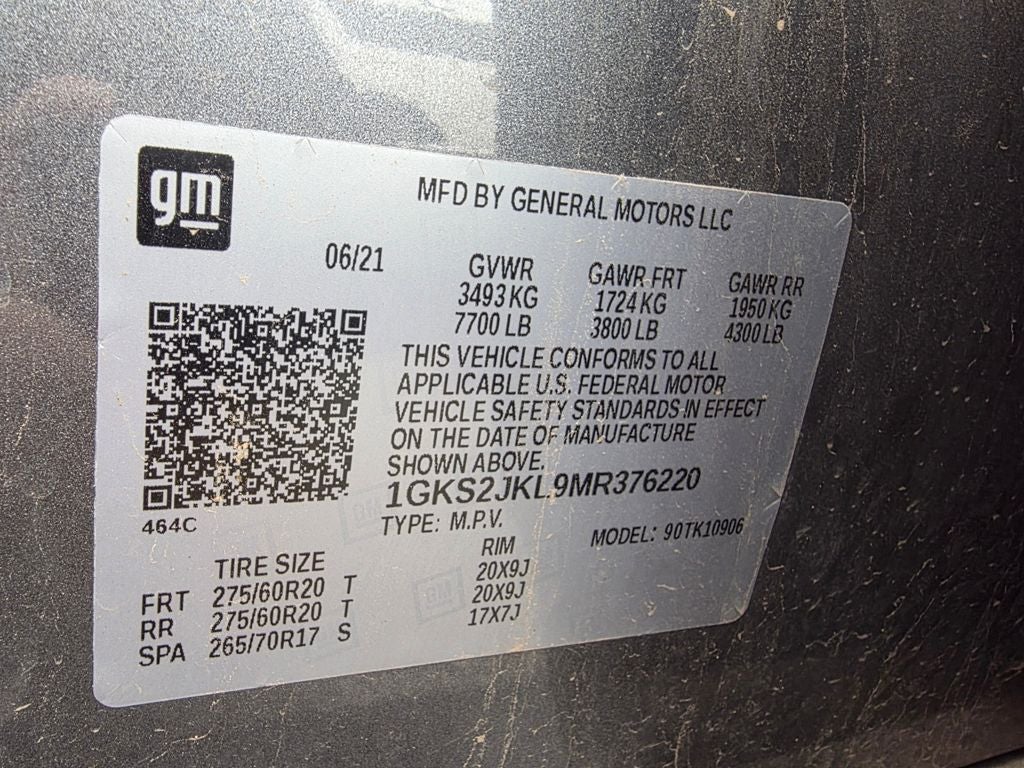 gm
MFD BY GENERAL MOTORS LLC
06/21
GVWR GAWR FRT GAWR RR
3493 KG 1724 KG 1950 KG
7700 LB 3800 LB 4300 LB
THIS VEHICLE CONFORMS TO ALL
APPLICABLE U.S. FEDERAL MOTOR
VEHICLE SAFETY STANDARDS IN EFFECT
ON THE DATE OF MANUFACTURE
SHOWN ABOVE.
1GKS2JKL9MR376220
464C
TYPE: M.P.V. MODEL: 90TK10906
TIRE SIZE RIM
FRT 275/60R20 T 20X9J
RR 275/60R20 T 20X9J
SPA 265/70R17 S 17X7J
GM
GM